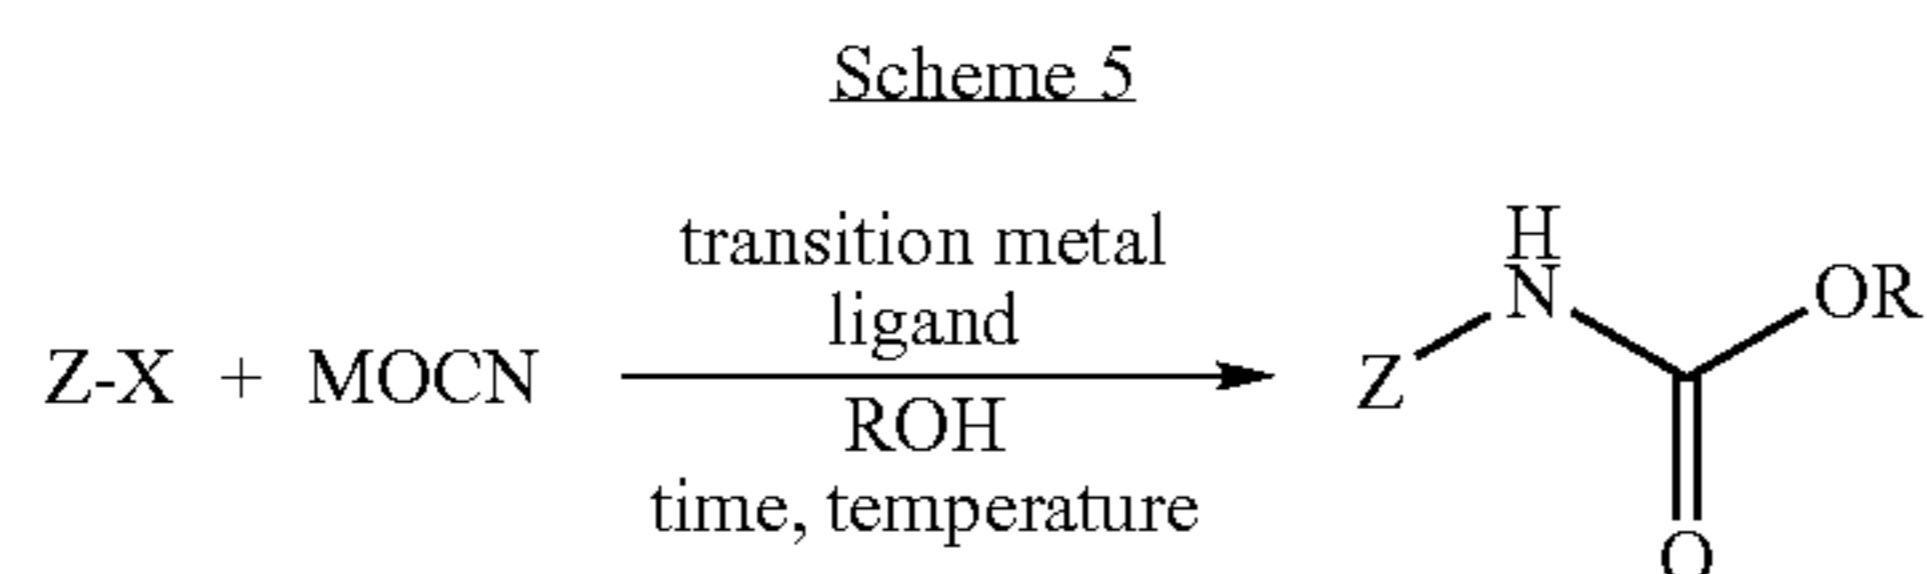 Scheme 5
transition metal
ligand
Z-X + MOCN
ROH
time, temperature
H
N
OR
Z
O